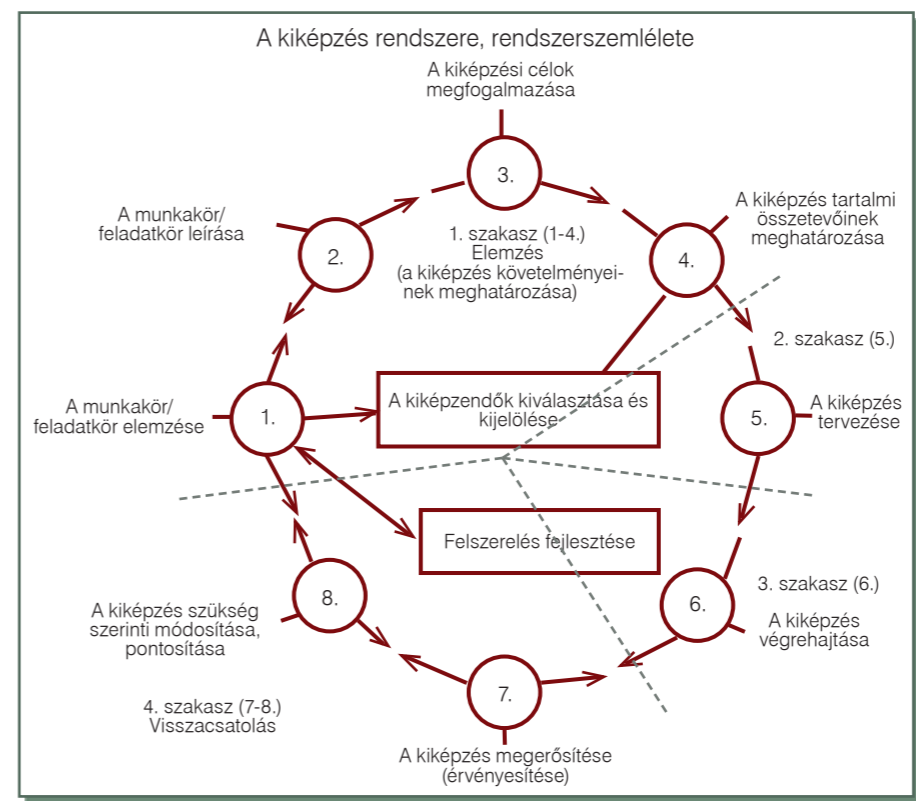 A kiképzés rendszere, rendszerszemlélete
A kiképzési célok
megfogalmazása
3.
A munkakör/
feladatkör leírása
2.
1. szakasz (1-4.)
Elemzés
(a kiképzés követelményei-
nek meghatározása)
A kiképzés tartalmi
összetevőinek
meghatározása
4.
2. szakasz (5.)
A munkakör/
feladatkör elemzése
1.
A kiképzendők kiválasztása és
kijelölése
5.
A kiképzés
tervezése
Felszerelés fejlesztése
8.
A kiképzés szükség
szerinti módosítása,
pontosítása
6.
3. szakasz (6.)
A kiképzés
végrehajtása
4. szakasz (7-8.)
Visszacsatolás
7.
A kiképzés megerősítése
(érvényesítése)